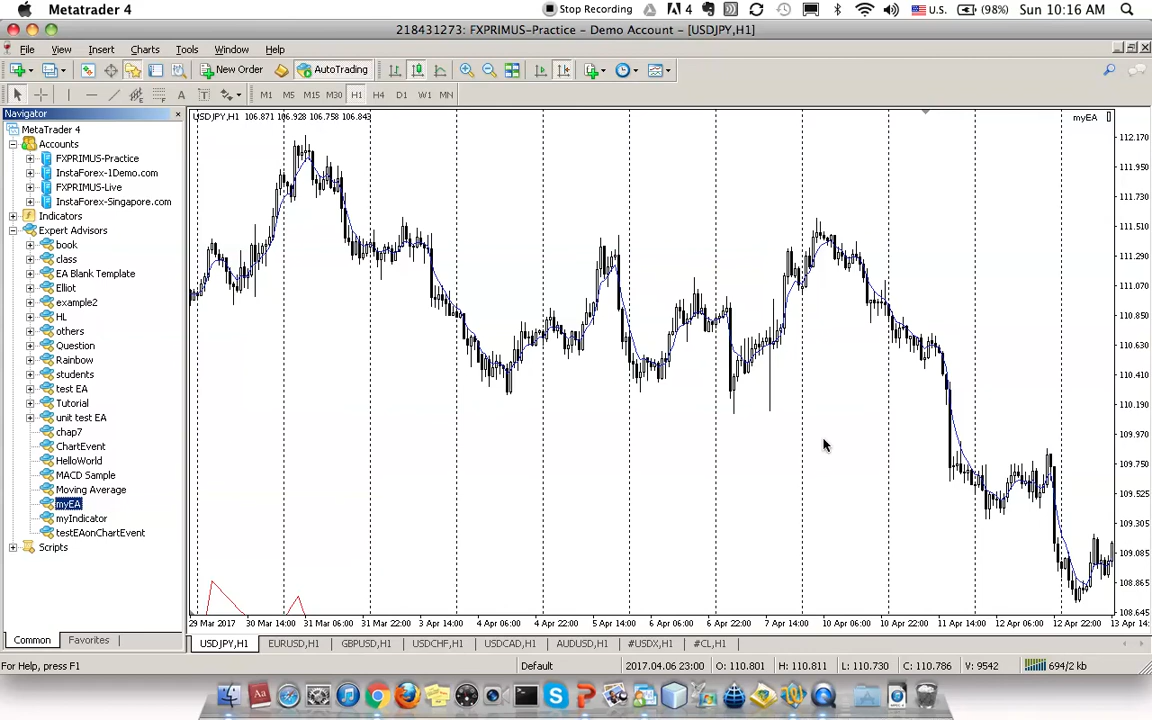 Metatrader 4
Stop Recording
4
U.S.
(98%)
Sun 10:16 AM
218431273: FXPRIMUS-Practice - Demo Account - [USDJPY,H1]
File View Insert Charts Tools Window Help
New Order
AutoTrading
A T M1 M5 M15 M30 H1 H4 D1 W1 MN
Navigator
MetaTrader 4
Accounts
FXPRIMUS-Practice
InstaForex-1Demo.com
FXPRIMUS-Live
InstaForex-Singapore.com
Indicators
Expert Advisors
book
class
EA Blank Template
Elliot
example2
HL
others
Question
Rainbow
students
test EA
Tutorial
unit test EA
chap7
ChartEvent
HelloWorld
MACD Sample
Moving Average
myEA
myIndicator
testEAonChartEvent
Scripts
Common Favorites
USDJPY,H1 106.871 106.928 106.758 106.843
myEA
112.170
111.950
111.730
111.510
111.290
111.070
110.850
110.630
110.410
110.190
109.970
109.750
109.525
109.305
109.085
108.865
108.645
29 Mar 2017 30 Mar 14:00 31 Mar 06:00 31 Mar 22:00 3 Apr 14:00 4 Apr 06:00 4 Apr 22:00 5 Apr 14:00 6 Apr 06:00 6 Apr 22:00 7 Apr 14:00 10 Apr 06:00 10 Apr 22:00 11 Apr 14:00 12 Apr 06:00 12 Apr 22:00 13 Apr 14:
USDJPY,H1 EURUSD,H1 GBPUSD,H1 USDCHF,H1 USDCAD,H1 AUDUSD,H1 #USDX,H1 #CL,H1
For Help, press F1
Default
2017.04.06 23:00
O: 110.801
H: 110.811
L: 110.730
C: 110.786
V: 9542
694/2 kb